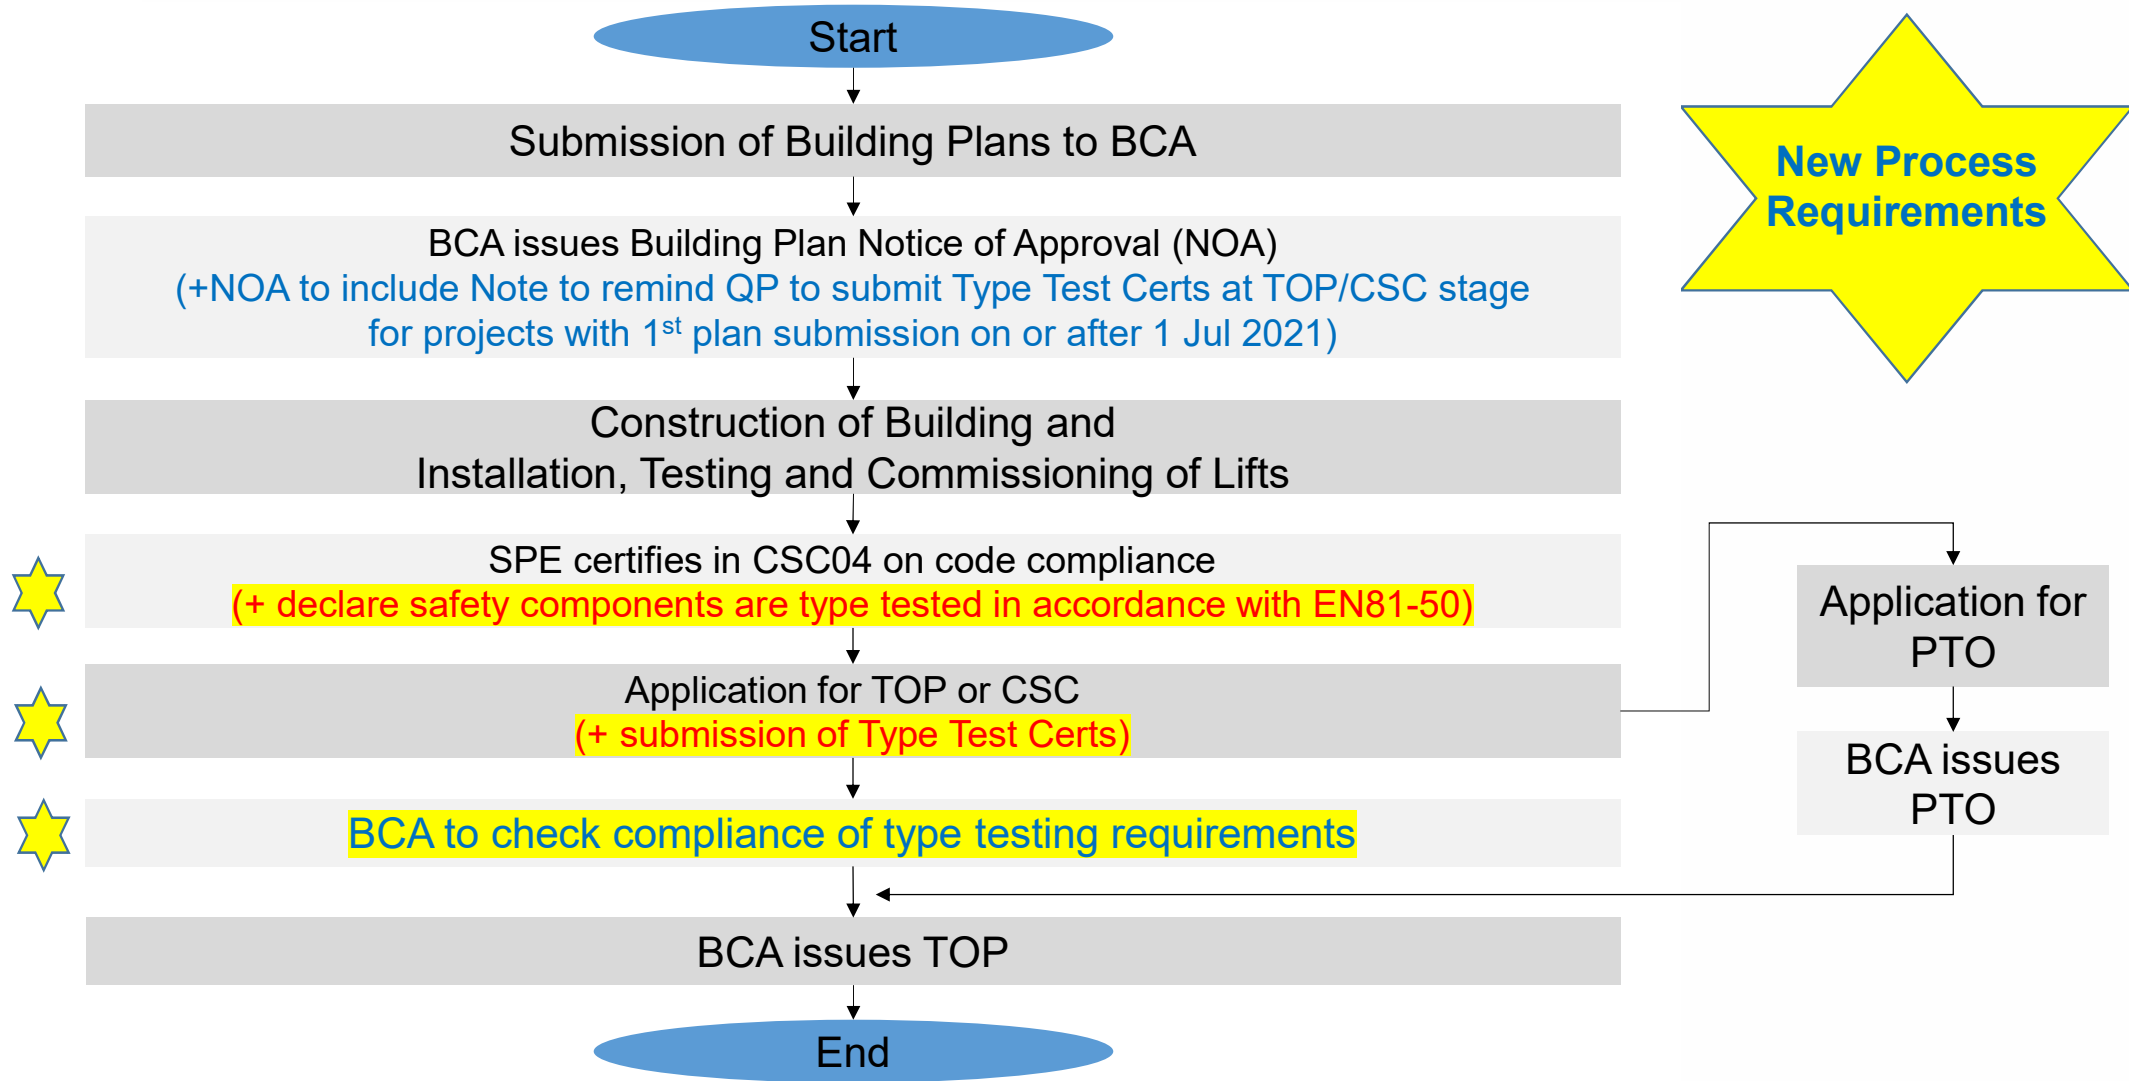 Start
New Process
Requirements
Submission of Building Plans to BCA
BCA issues Building Plan Notice of Approval (NOA)
(+NOA to include Note to remind QP to submit Type Test Certs at TOP/CSC stage
for projects with 1st plan submission on or after 1 Jul 2021)
Construction of Building and
Installation, Testing and Commissioning of Lifts
SPE certifies in CSC04 on code compliance
(+ declare safety components are type tested in accordance with EN81-50)
Application for TOP or CSC
(+ submission of Type Test Certs)
Application for
PTO
BCA issues
PTO
BCA to check compliance of type testing requirements
BCA issues TOP
End